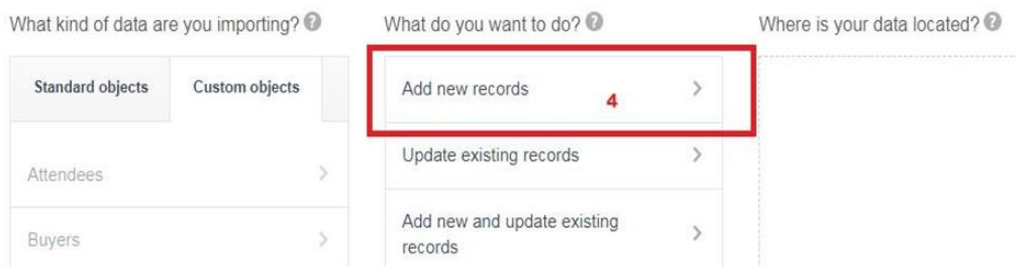 What kind of data are you importing? ?
What do you want to do? ?
Where is your data located? ?
Standard objects
Custom objects
Attendees
Buyers
Add new records
4
Update existing records
Add new and update existing
records